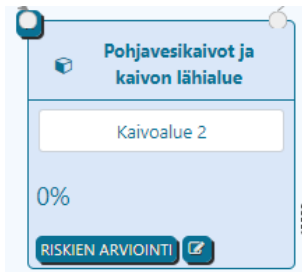 Pohjavesikaivot ja
kaivon lähialue
Kaivoalue 2
0%
RISKIEN ARVIOINTI